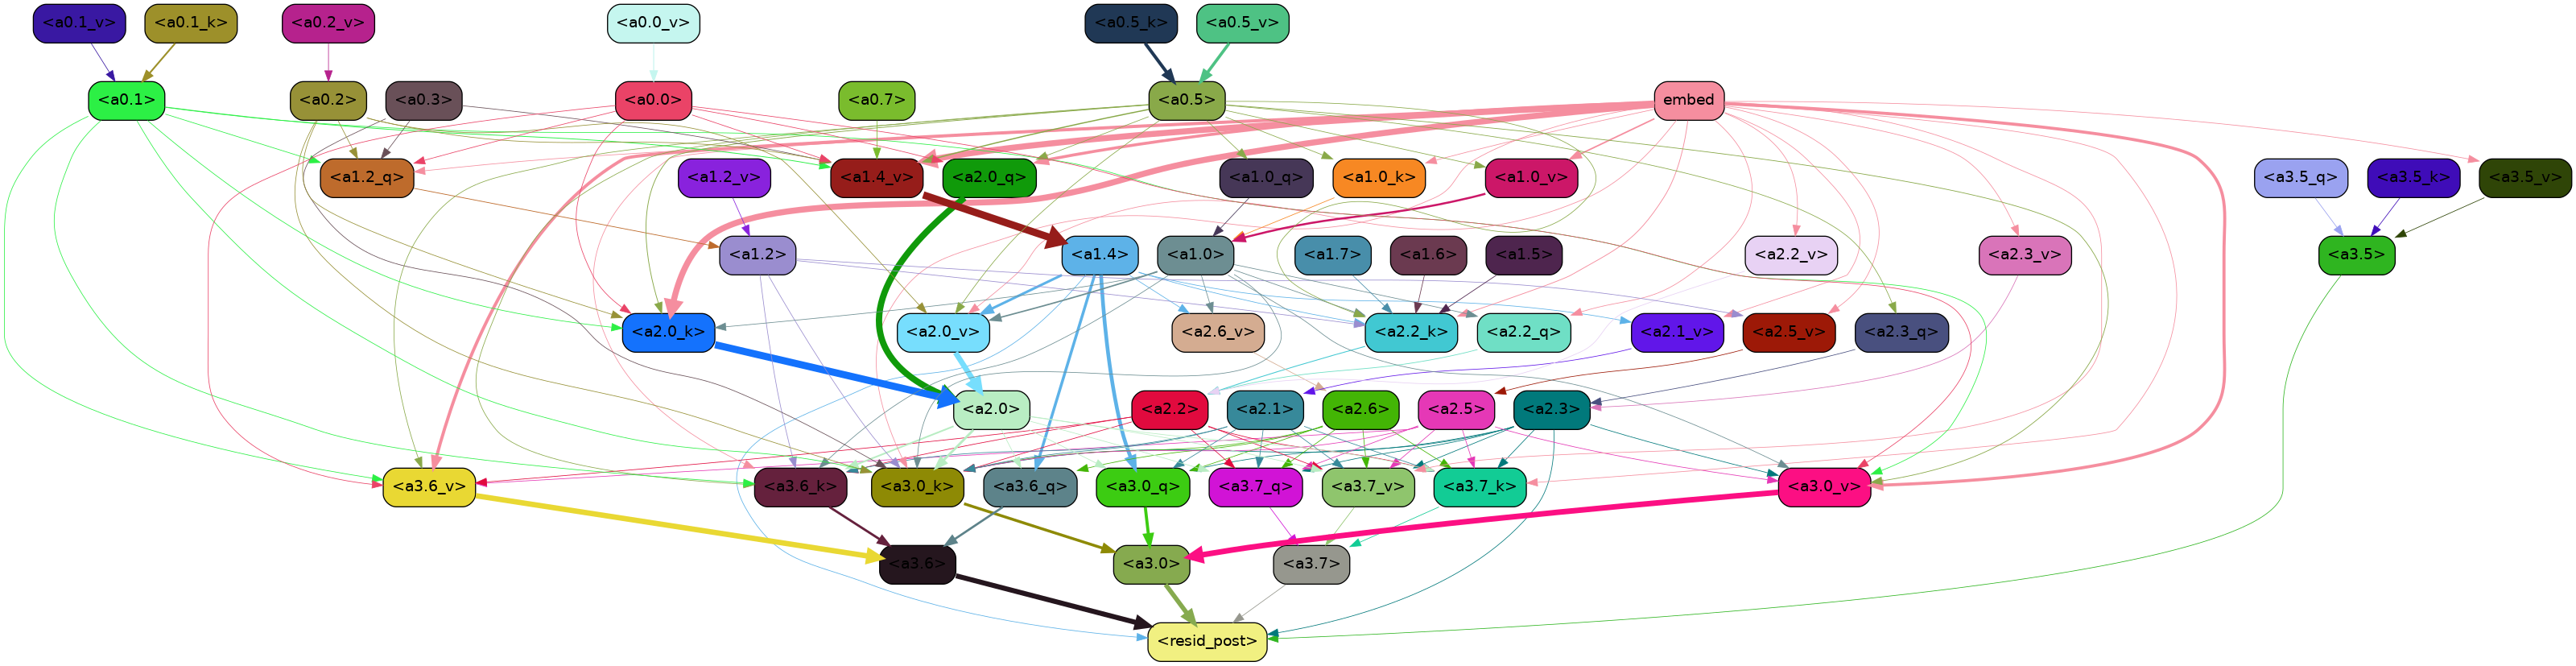 <a0.1_v> <a0.1_k> <a0.2_v> <a0.0_v> <a0.5_k> <a0.5_v>
<a0.1> <a0.2> <a0.3> <a0.0> <a0.7> <a0.5> embed
<a1.2_q> <a1.2_v> <a1.4_v> <a2.0_q> <a1.0_q> <a1.0_k> <a1.0_v> <a3.5_q> <a3.5_k> <a3.5_v>
<a1.2> <a1.4> <a1.0> <a1.7> <a1.6> <a1.5> <a2.2_v> <a2.3_v> <a3.5>
<a2.0_k> <a2.0_v> <a2.6_v> <a2.2_k> <a2.2_q> <a2.1_v> <a2.5_v> <a2.3_q>
<a2.0> <a2.2> <a2.1> <a2.6> <a2.5> <a2.3>
<a3.6_v> <a3.6_k> <a3.0_k> <a3.6_q> <a3.0_q> <a3.7_q> <a3.7_v> <a3.7_k> <a3.0_v>
<a3.6> <a3.0> <a3.7>
<resid_post>